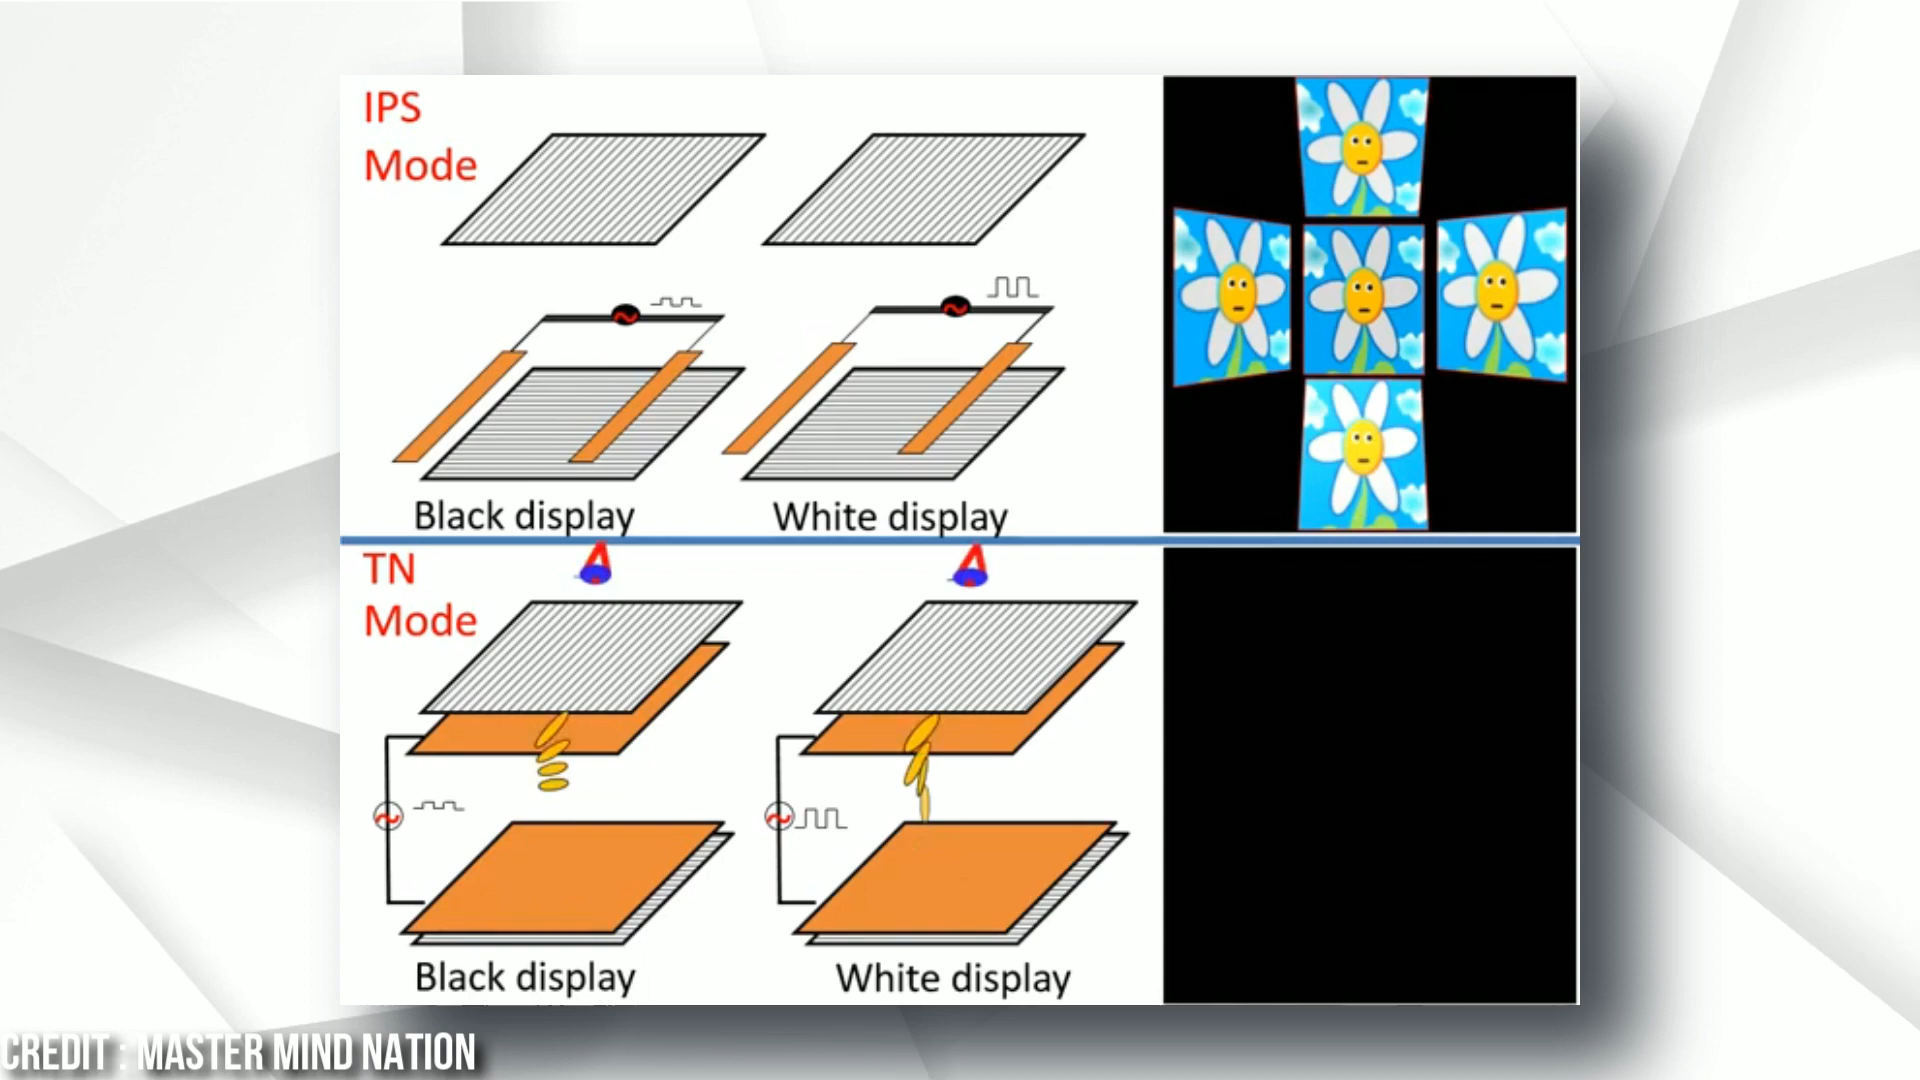 IPS
Mode
Black display
White display
TN
Mode
Black display
White display
CREDIT : MASTER MIND NATION